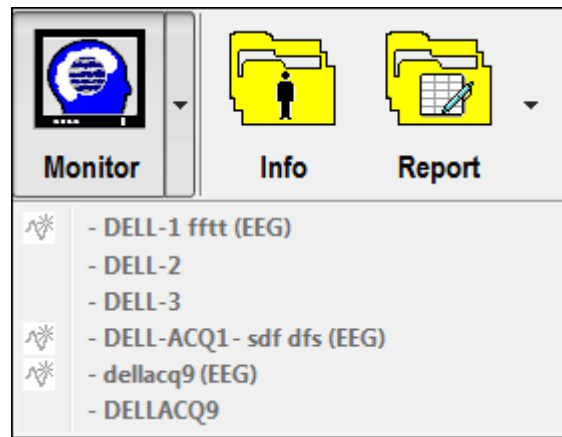 Monitor Info Report
- DELL-1 fftt (EEG)
- DELL-2
- DELL-3
- DELL-ACQ1- sdf dfs (EEG)
- dellacq9 (EEG)
- DELLACQ9